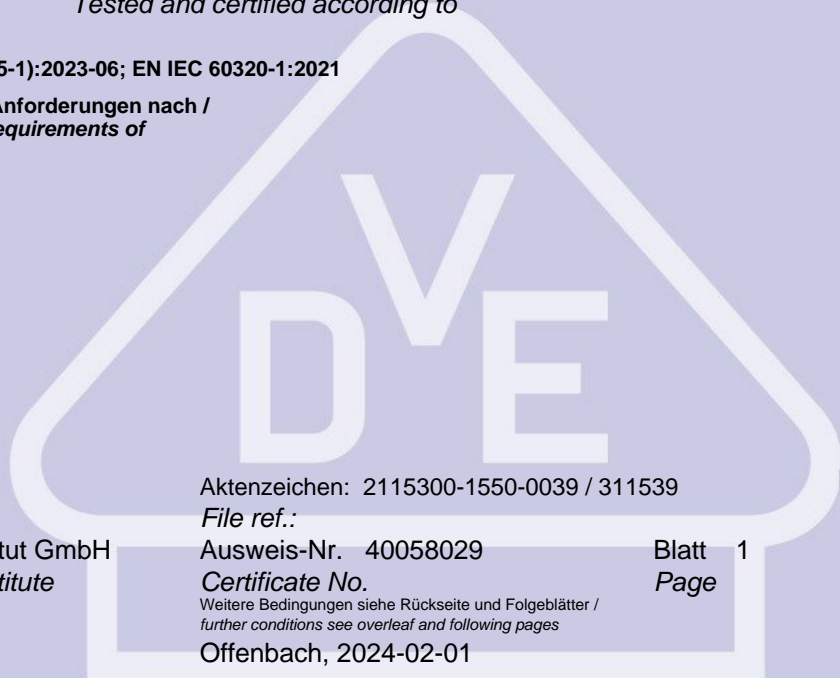 Tested and certified according to
5-1):2023-06; EN IEC 60320-1:2021
Anforderungen nach /
equirements of
DVE
Aktenzeichen: 2115300-1550-0039 / 311539
File ref.:
tut GmbH Ausweis-Nr. 40058029 Blatt 1
titute Certificate No. Page
Weitere Bedingungen siehe Rückseite und Folgeblätter /
further conditions see overleaf and following pages
Offenbach, 2024-02-01